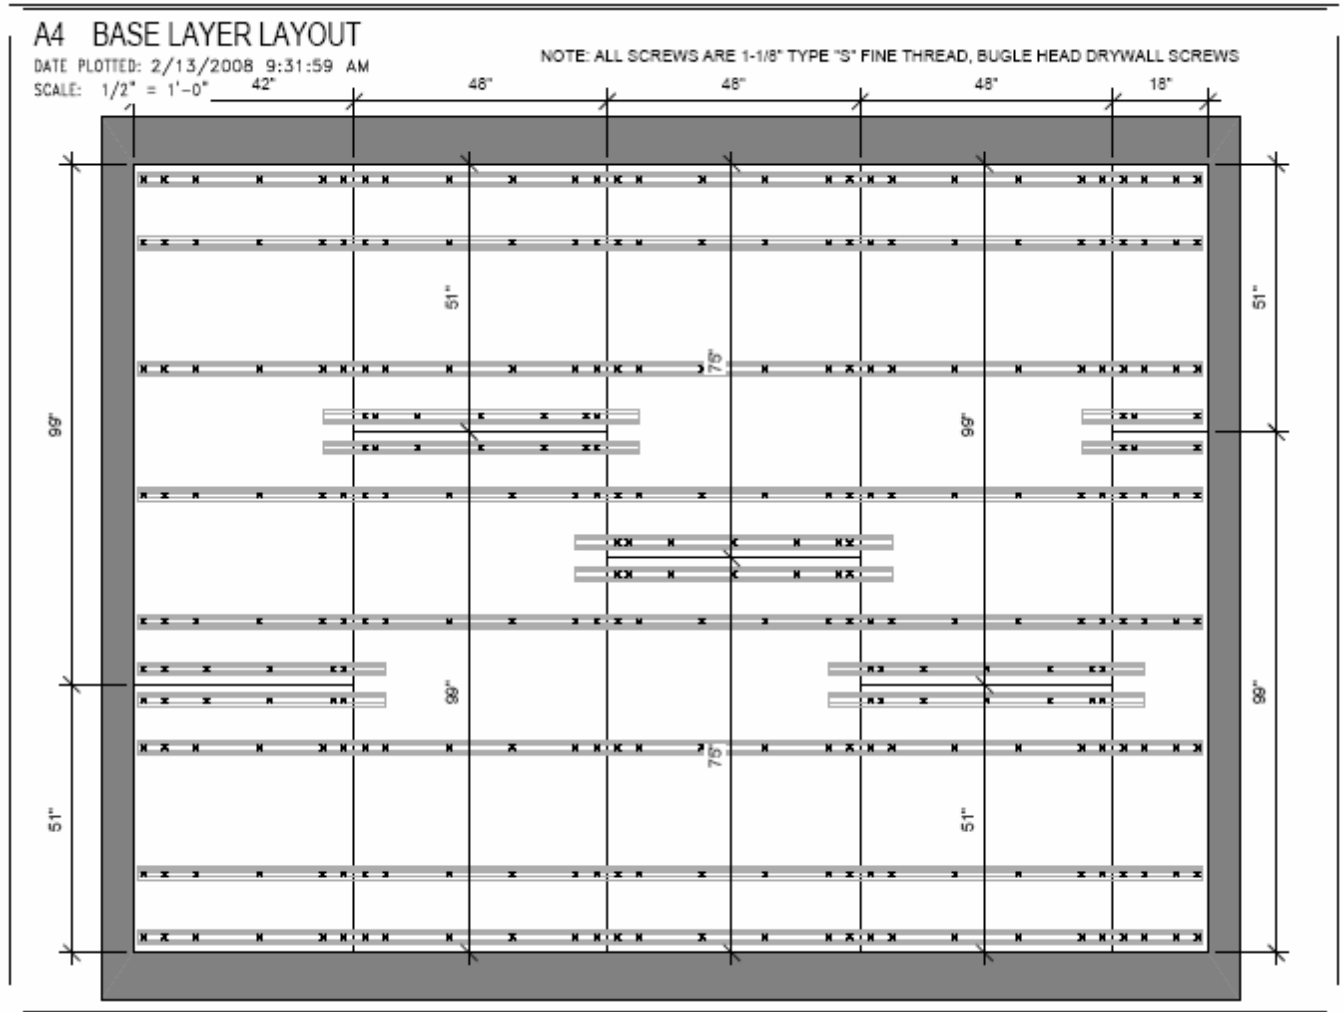 A4 BASE LAYER LAYOUT
DATE PLOTTED: 2/13/2008 9:31:59 AM
SCALE: 1/2" = 1'-0"
NOTE: ALL SCREWS ARE 1-1/8" TYPE "S" FINE THREAD, BUGLE HEAD DRYWALL SCREWS
42" 48" 48" 48" 18"
51" 51"
75"
99" 99"
99" 99"
75"
51" 51"